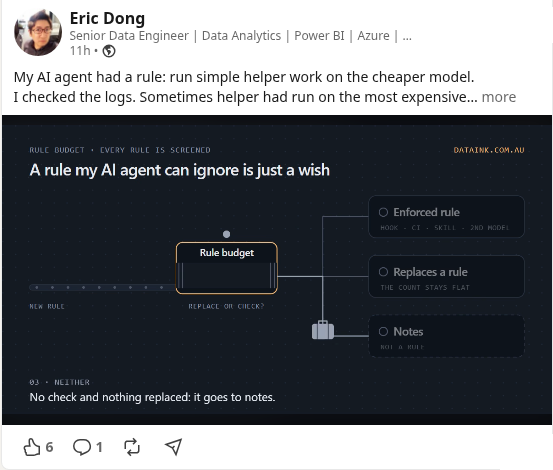 Eric Dong
Senior Data Engineer | Data Analytics | Power BI | Azure | ...
11h •
My AI agent had a rule: run simple helper work on the cheaper model.
I checked the logs. Sometimes helper had run on the most expensive... more
RULE BUDGET · EVERY RULE IS SCREENED
DATAINK.COM.AU
A rule my AI agent can ignore is just a wish
Enforced rule
HOOK · CI · SKILL · 2ND MODEL
Rule budget
Replaces a rule
THE COUNT STAYS FLAT
NEW RULE
REPLACE OR CHECK?
Notes
NOT A RULE
03 · NEITHER
No check and nothing replaced: it goes to notes.
6
1